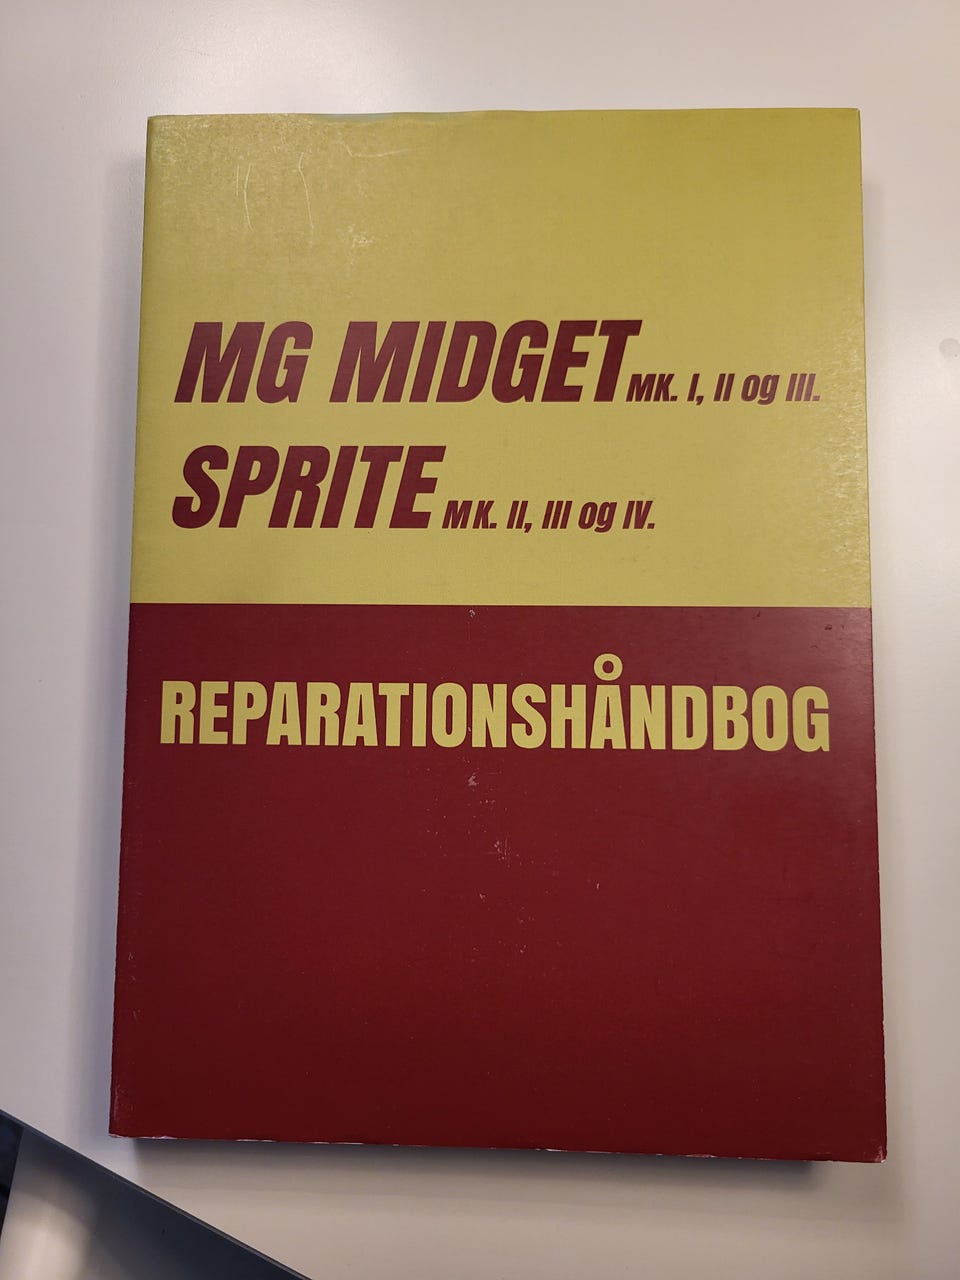 MG MIDGET MK. I, II og III.
SPRITE MK. II, III og IV.
REPARATIONSHÅNDBOG